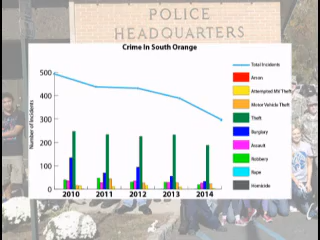 POLICE
HEADQUARTERS
Crime In South Orange
Number of Incidents
500
400
300
200
100
0
2010
2011
2012
2013
2014
Total Incidents
Arson
Attempted MV Theft
Motor Vehicle Theft
Theft
Burglary
Assault
Robbery
Rape
Homicide